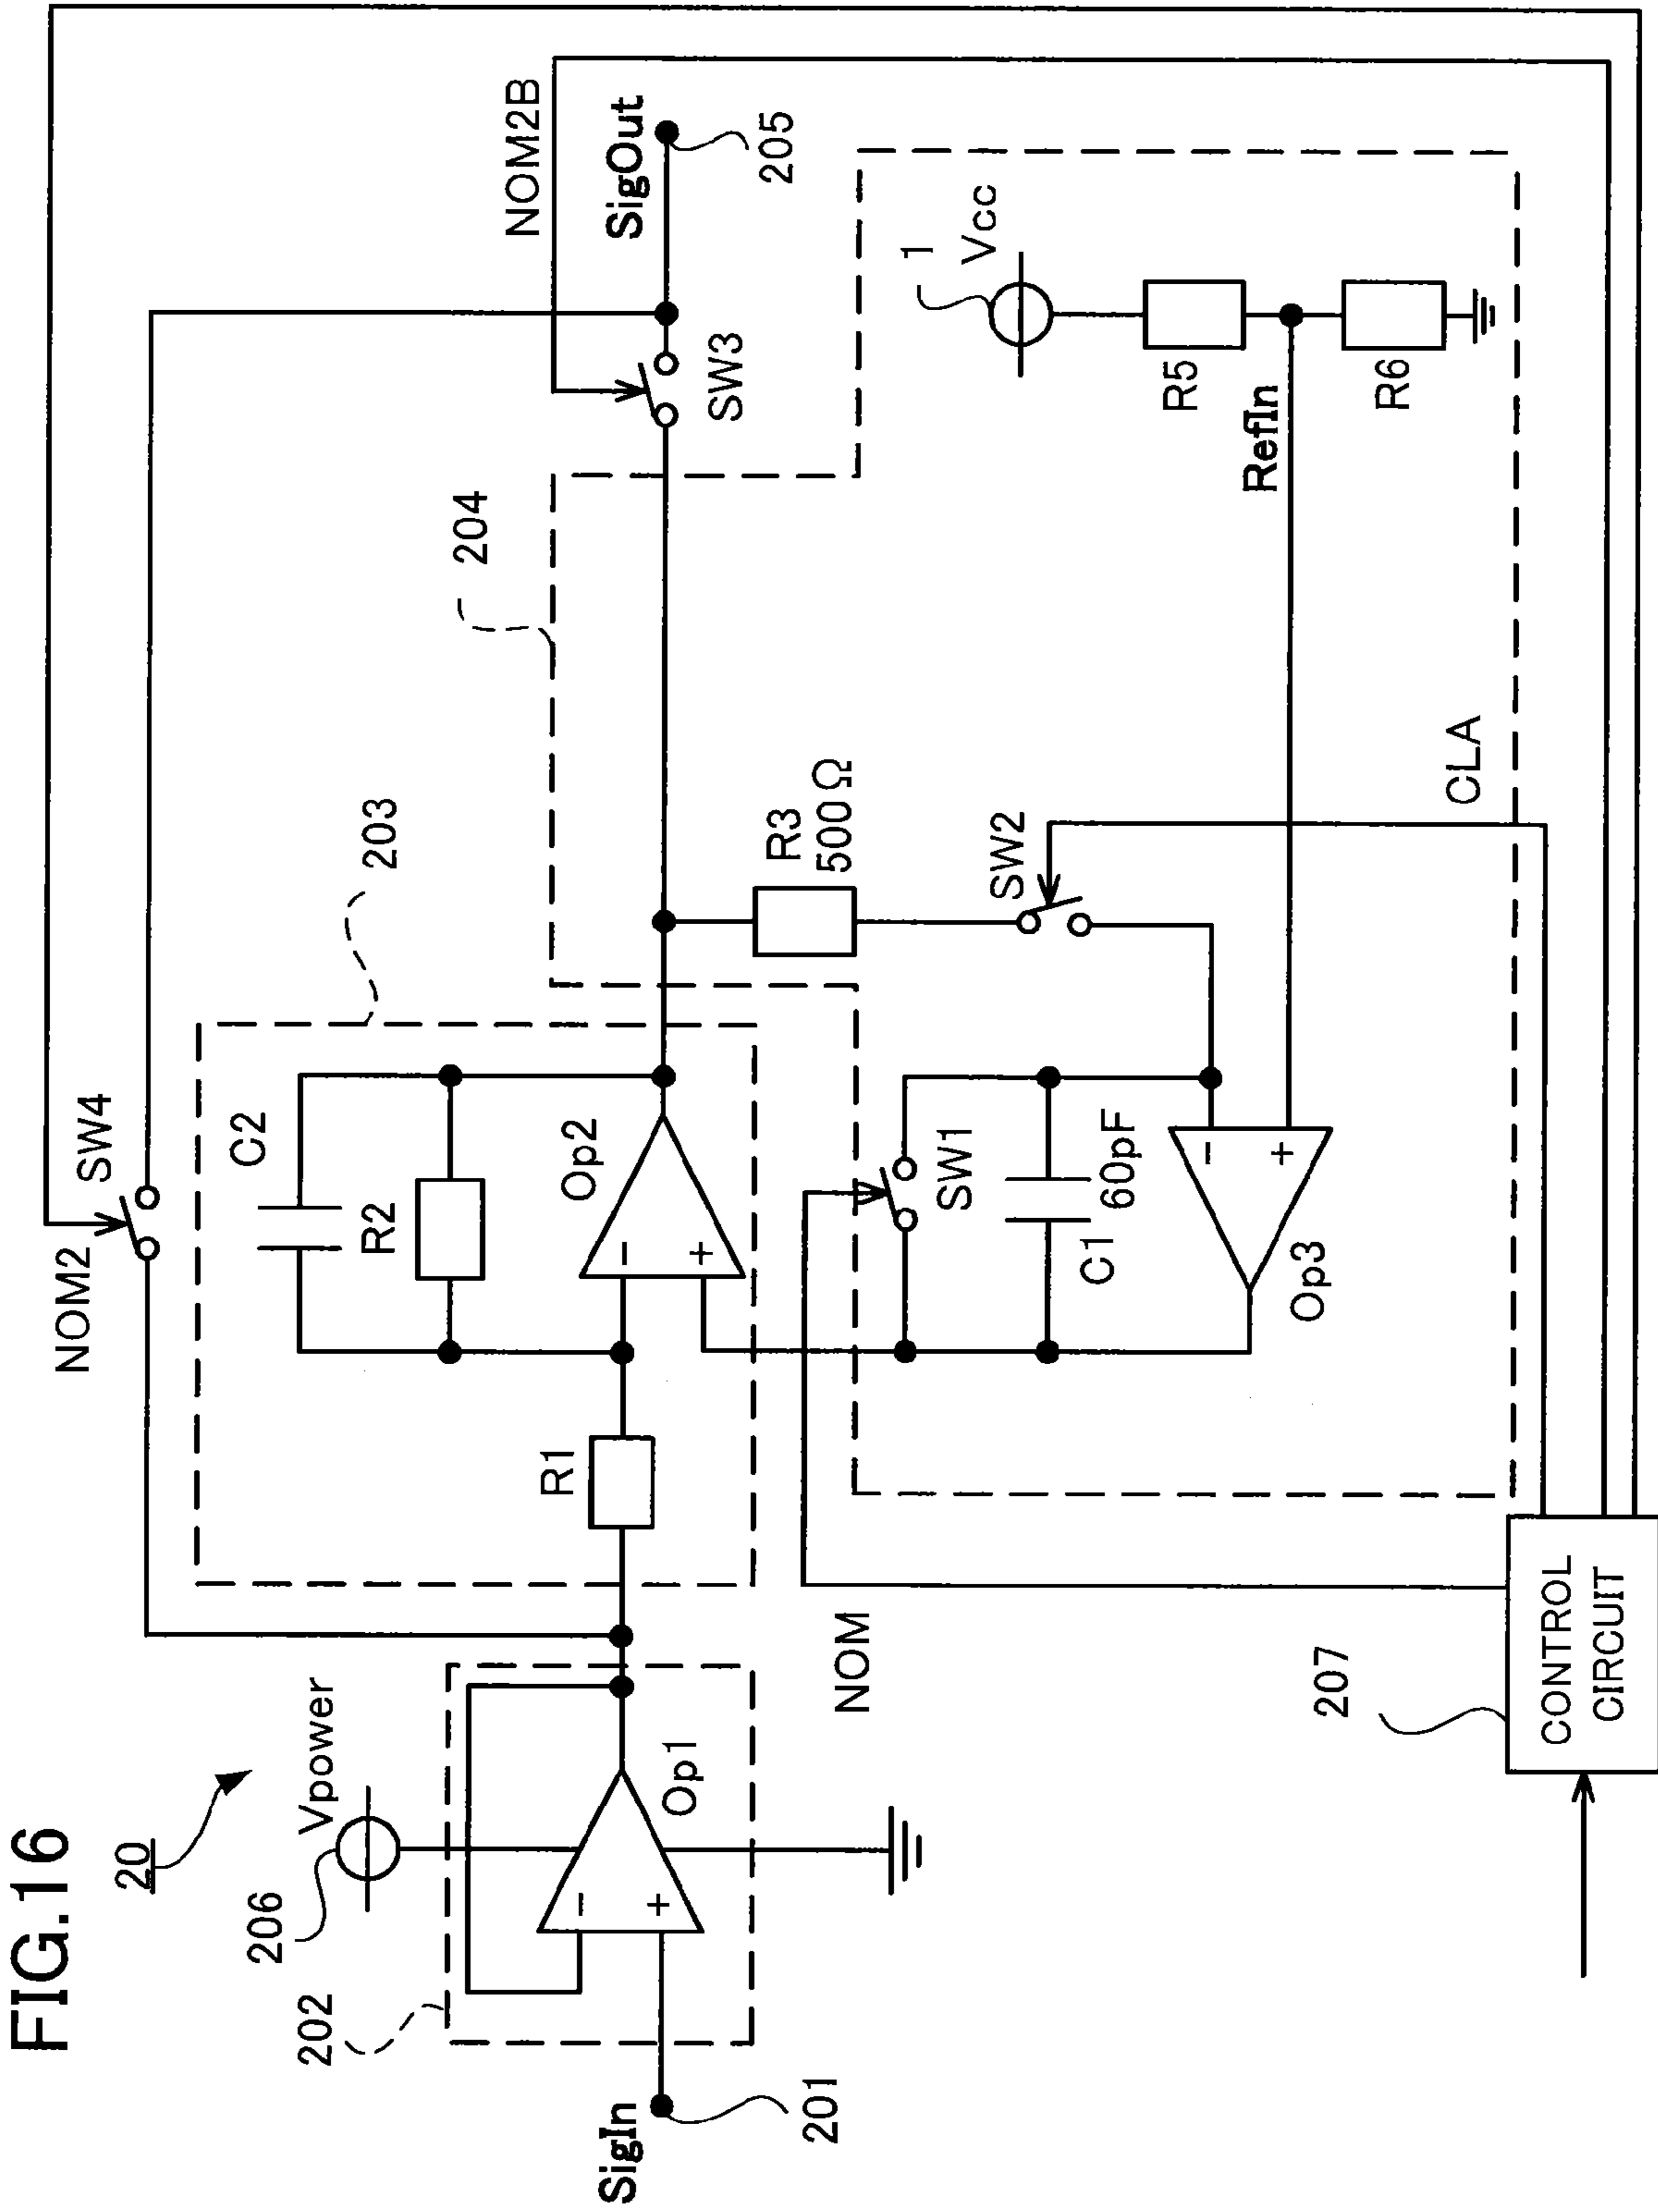 FIG.16
20
NOM2
SW4
NOM2B
SigOut
205
206
Vpower
202
Op1
-
+
SigIn
201
203
C2
R2
R1
Op2
-
+
204
SW3
R3
500Ω
SW2
NOM
SW1
C1
60pF
Op3
-
+
1
Vcc
R5
RefIn
R6
CLA
207
CONTROL
CIRCUIT